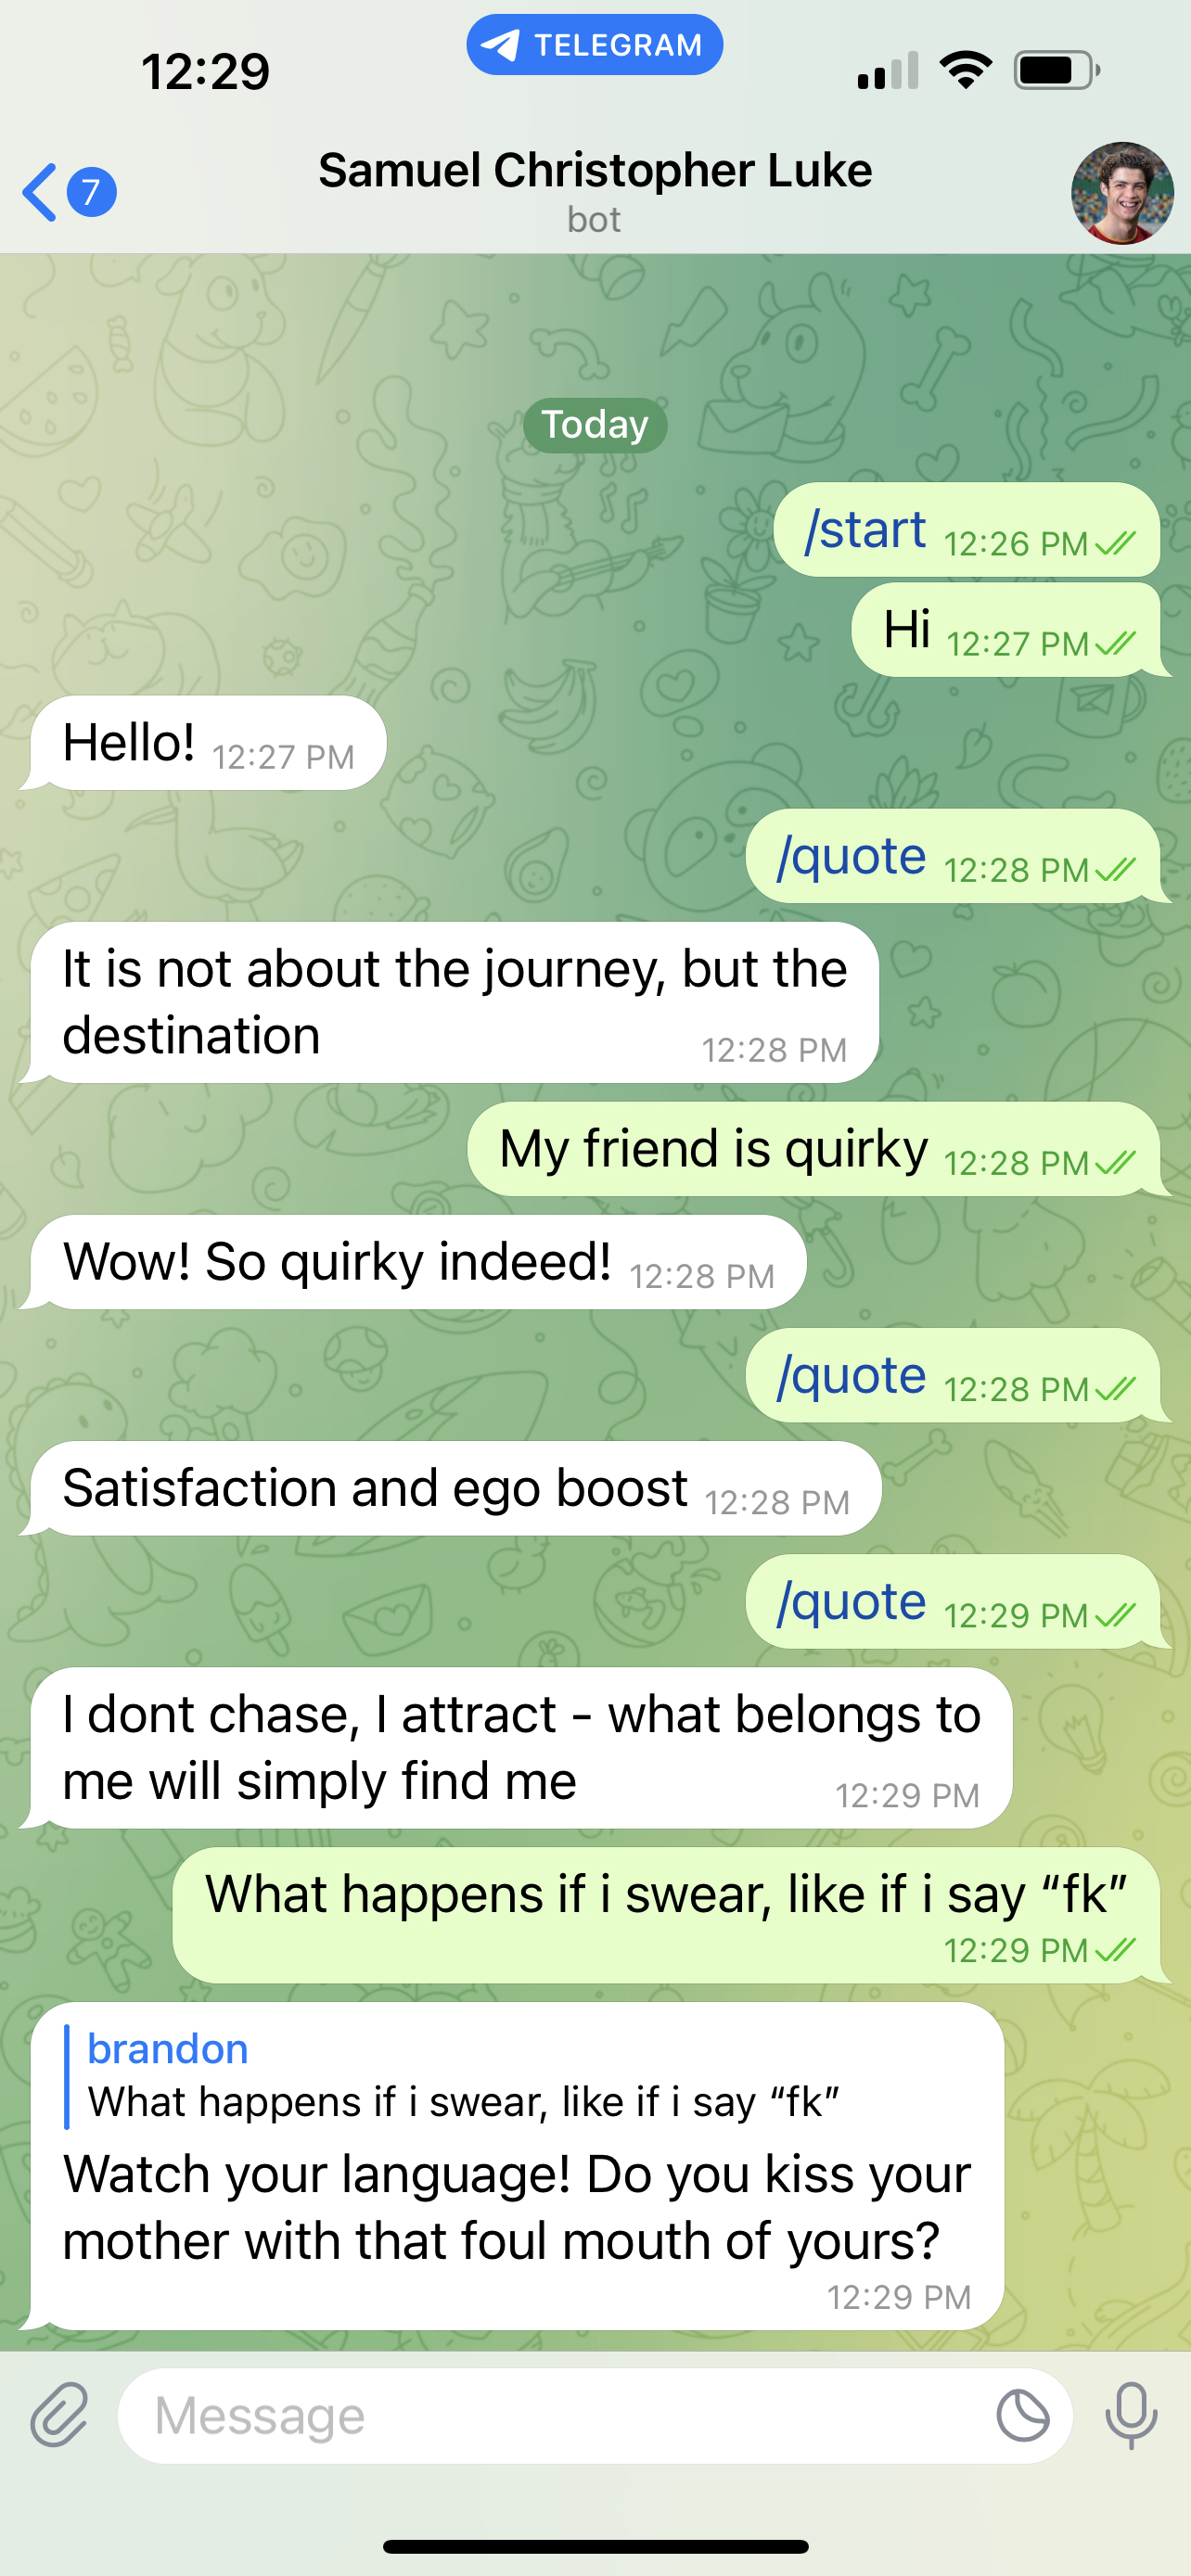 12:29
TELEGRAM
7
Samuel Christopher Luke
bot
Today
/start 12:26 PM
Hi 12:27 PM
Hello! 12:27 PM
/quote 12:28 PM
It is not about the journey, but the
destination 12:28 PM
My friend is quirky 12:28 PM
Wow! So quirky indeed! 12:28 PM
/quote 12:28 PM
Satisfaction and ego boost 12:28 PM
/quote 12:29 PM
I dont chase, I attract - what belongs to
me will simply find me 12:29 PM
What happens if i swear, like if i say “fk”
12:29 PM
brandon
What happens if i swear, like if i say “fk”
Watch your language! Do you kiss your
mother with that foul mouth of yours?
12:29 PM
Message